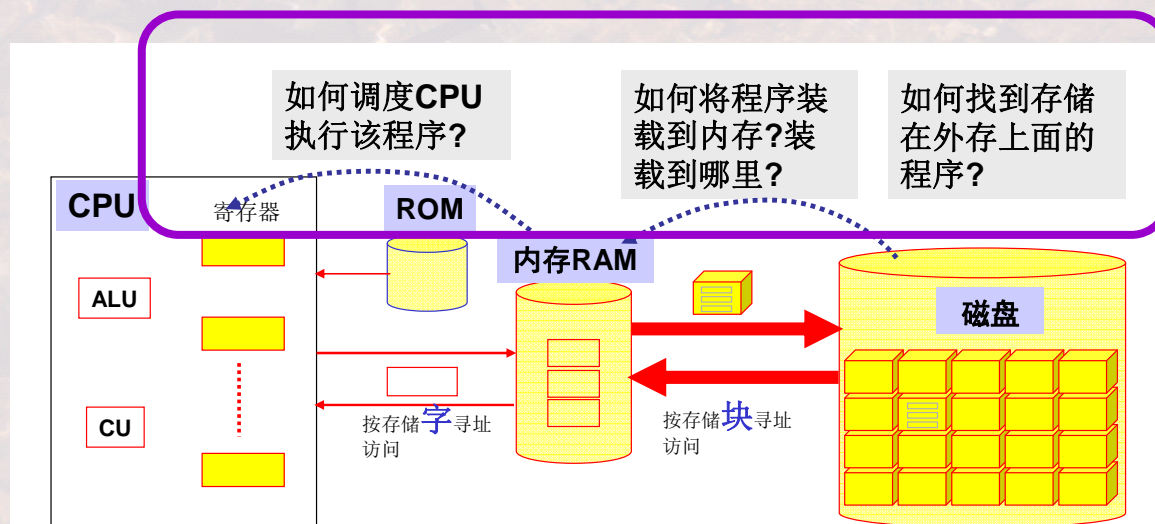 如何调度CPU
执行该程序?
如何将程序装
载到内存?装
载到哪里?
如何找到存储
在外存上面的
程序?
CPU
寄存器
ROM
内存RAM
磁盘
ALU
CU
按存储字寻址
访问
按存储块寻址
访问